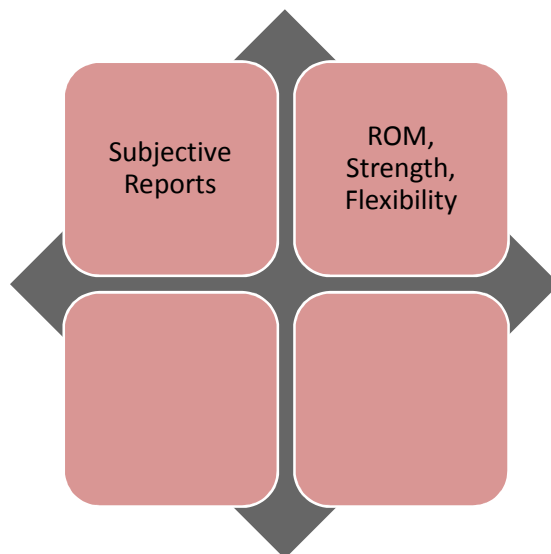 Subjective
Reports
ROM,
Strength,
Flexibility